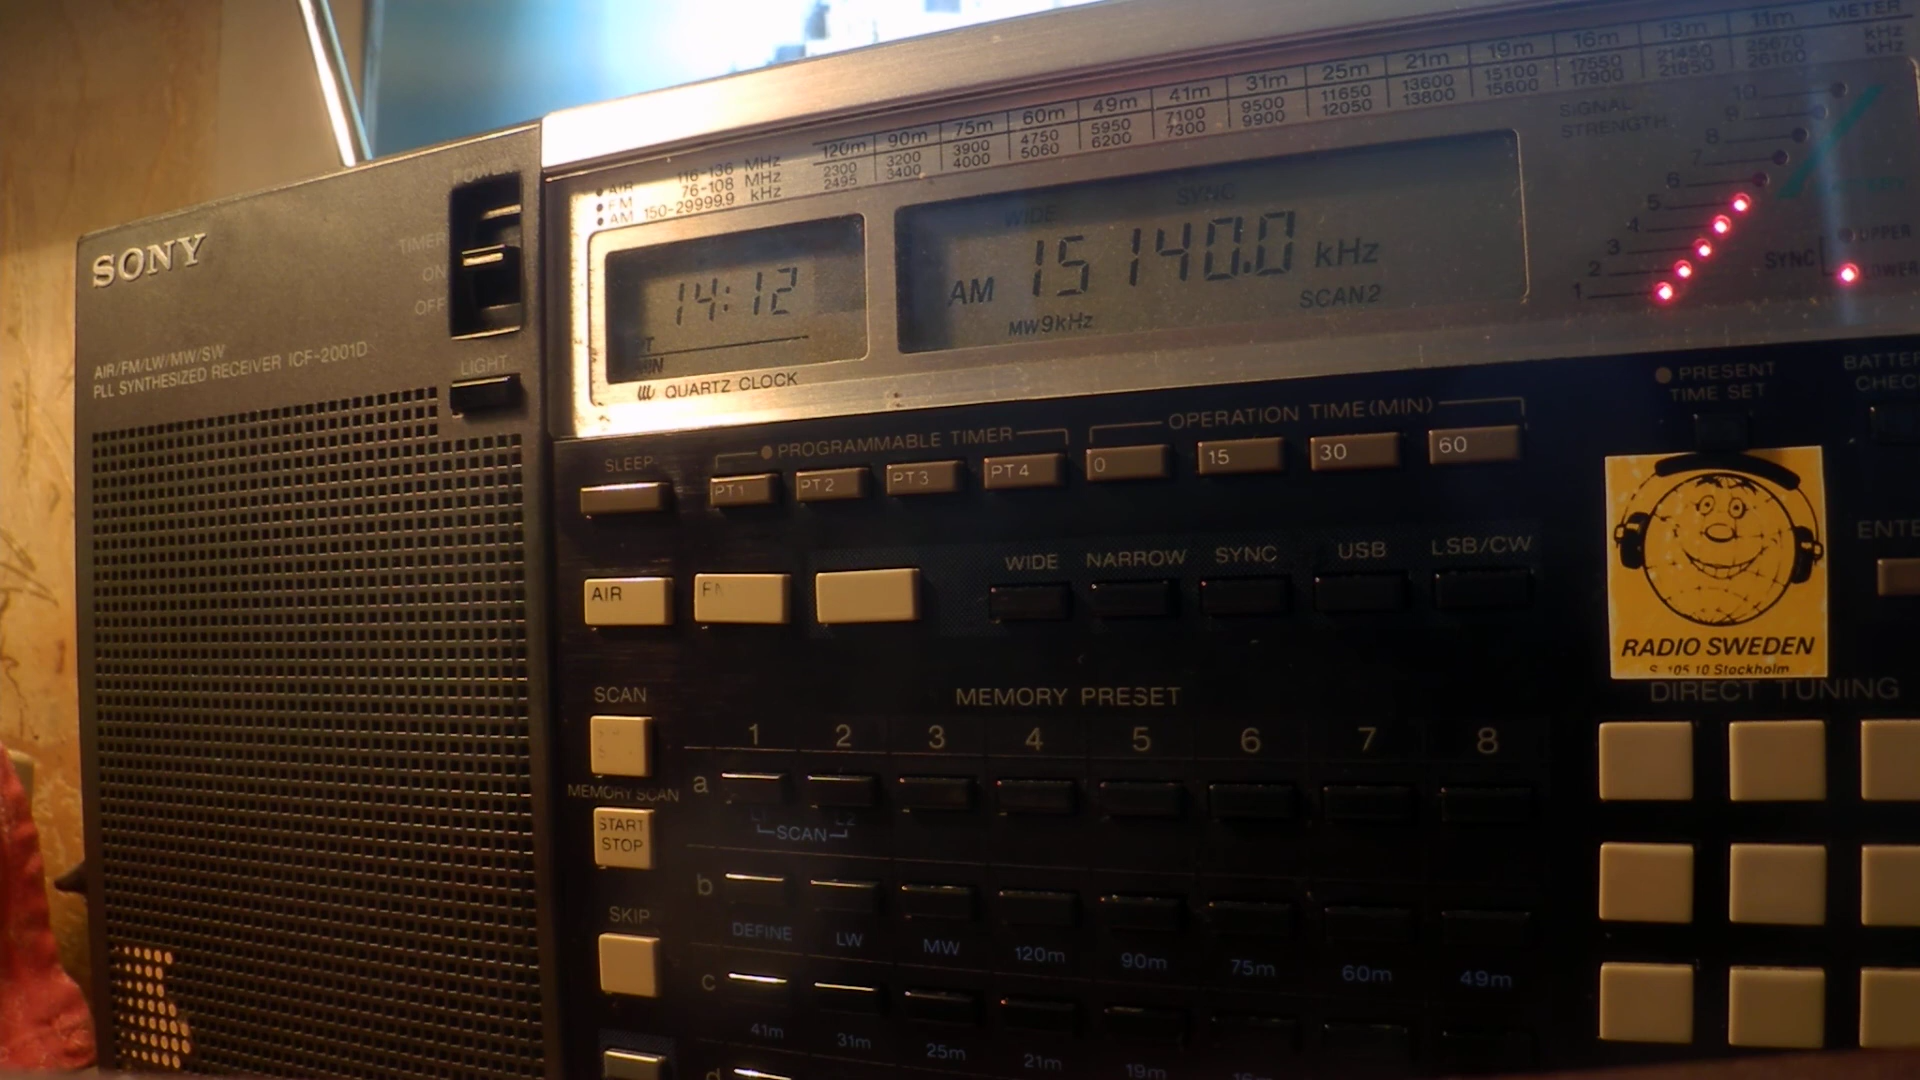 SONY
AIR/FM/LW/MW/SW
PLL SYNTHESIZED RECEIVER ICF-2001D
POWER
TIMER
ON
OFF
LIGHT
AIR 116-136 MHz
FM 76-108 MHz
AM 150-29999.9 kHz
120m 90m 75m 60m 49m 41m 31m 25m 21m 19m 16m 13m 11m METER
2300 3200 3900 4750 5950 7100 9500 11650 13600 15100 17550 21450 25670 kHz
2495 3400 4000 5060 6200 7300 9900 12050 13800 15600 17900 21850 26100 kHz
14:12
QUARTZ CLOCK
WIDE SYNC
AM 15140.0 kHz
MW9kHz SCAN2
SIGNAL
STRENGTH
10
9
8
7
6
5
4
3
2
1
SYNC
UPPER
LOWER
PRESENT
TIME SET
SLEEP
PROGRAMMABLE TIMER
PT1 PT2 PT3 PT4
OPERATION TIME(MIN)
0 15 30 60
AIR
WIDE NARROW SYNC USB LSB/CW
RADIO SWEDEN
S-105 10 Stockholm
DIRECT TUNING
SCAN
MEMORY SCAN
START
STOP
SKIP
MEMORY PRESET
1 2 3 4 5 6 7 8
a
L1 L2
SCAN
b
DEFINE LW MW 120m 90m 75m 60m 49m
c
41m 31m 25m 21m 19m
d